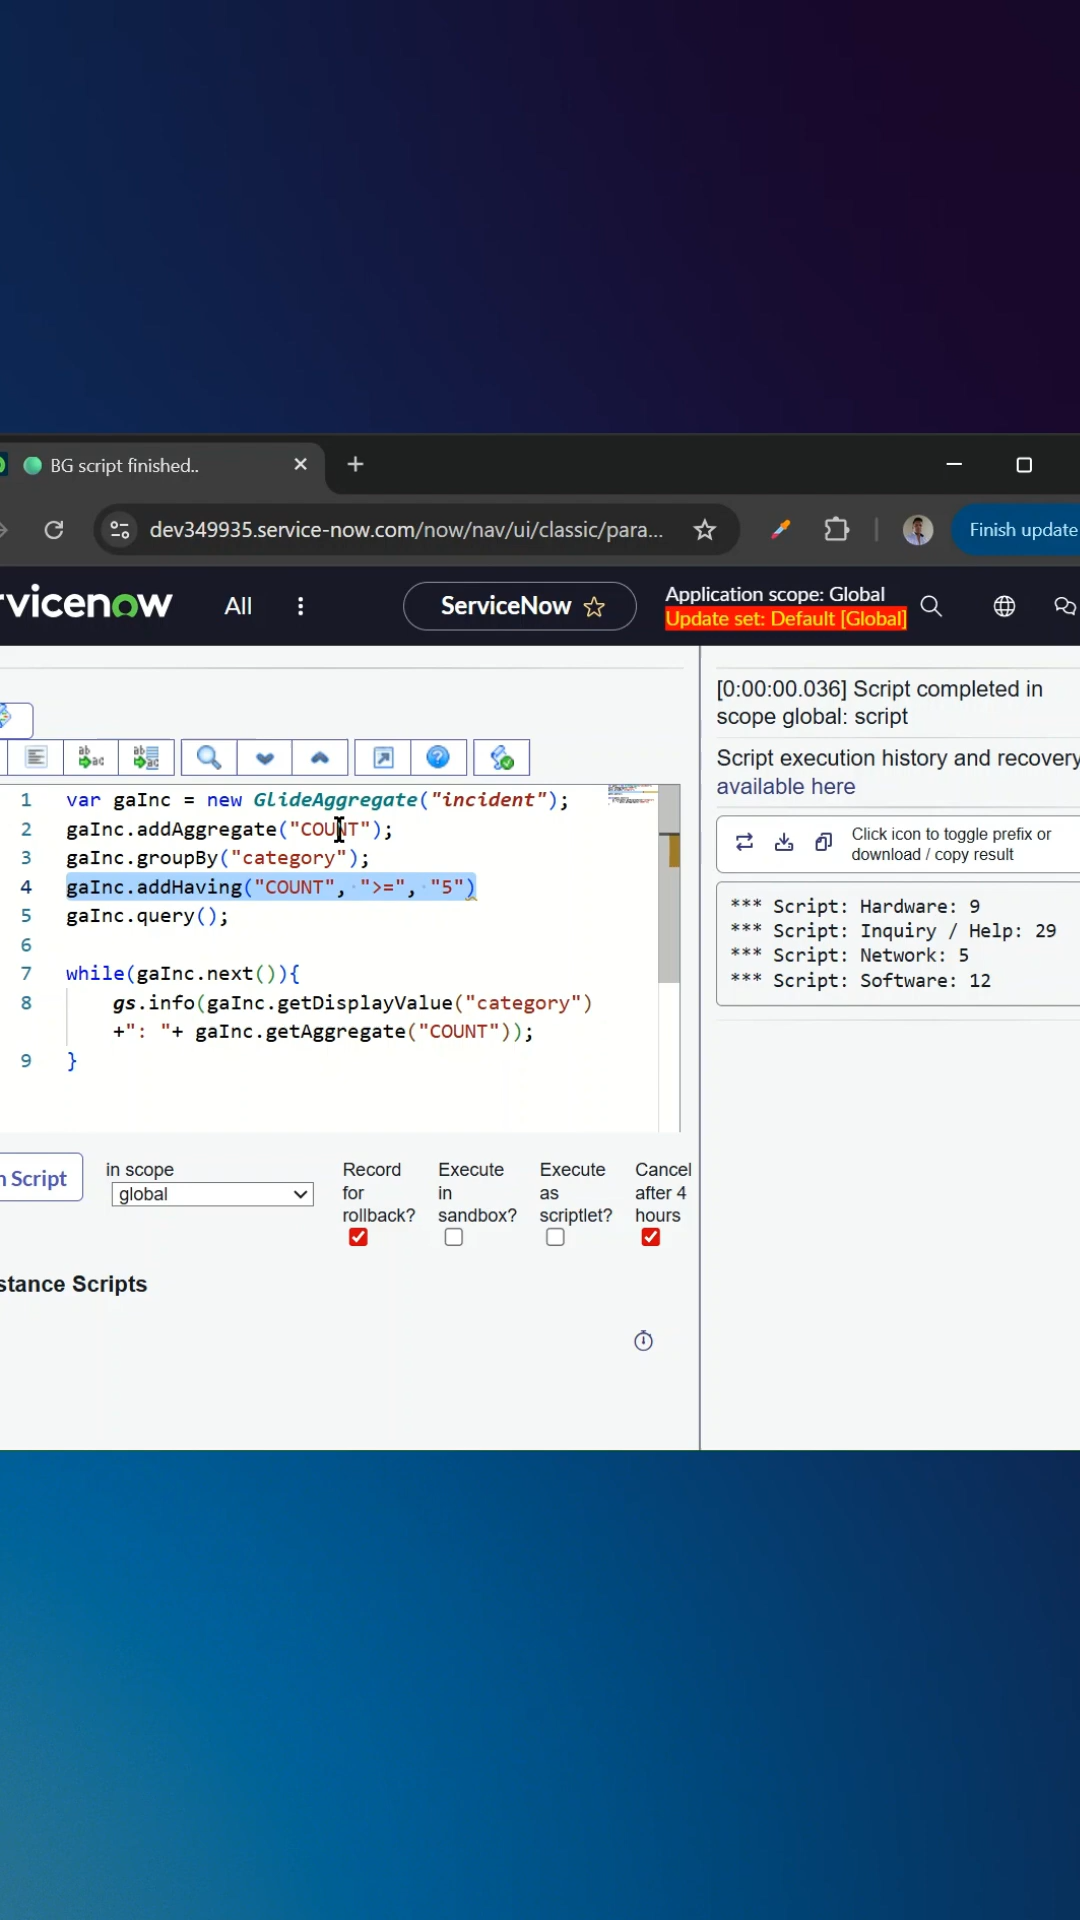 BG script finished..
dev349935.service-now.com/now/nav/ui/classic/para...
Finish update
rvicenow
All
ServiceNow
Application scope: Global
Update set: Default [Global]
1 var gaInc = new GlideAggregate("incident");
2 gaInc.addAggregate("COUNT");
3 gaInc.groupBy("category");
4 gaInc.addHaving("COUNT", ">=", "5")
5 gaInc.query();
6
7 while(gaInc.next()){
8 gs.info(gaInc.getDisplayValue("category")
+": "+ gaInc.getAggregate("COUNT"));
9 }
n Script
in scope
global
Record for rollback?
Execute in sandbox?
Execute as scriptlet?
Cancel after 4 hours
stance Scripts
[0:00:00.036] Script completed in
scope global: script
Script execution history and recovery
available here
Click icon to toggle prefix or
download / copy result
*** Script: Hardware: 9
*** Script: Inquiry / Help: 29
*** Script: Network: 5
*** Script: Software: 12